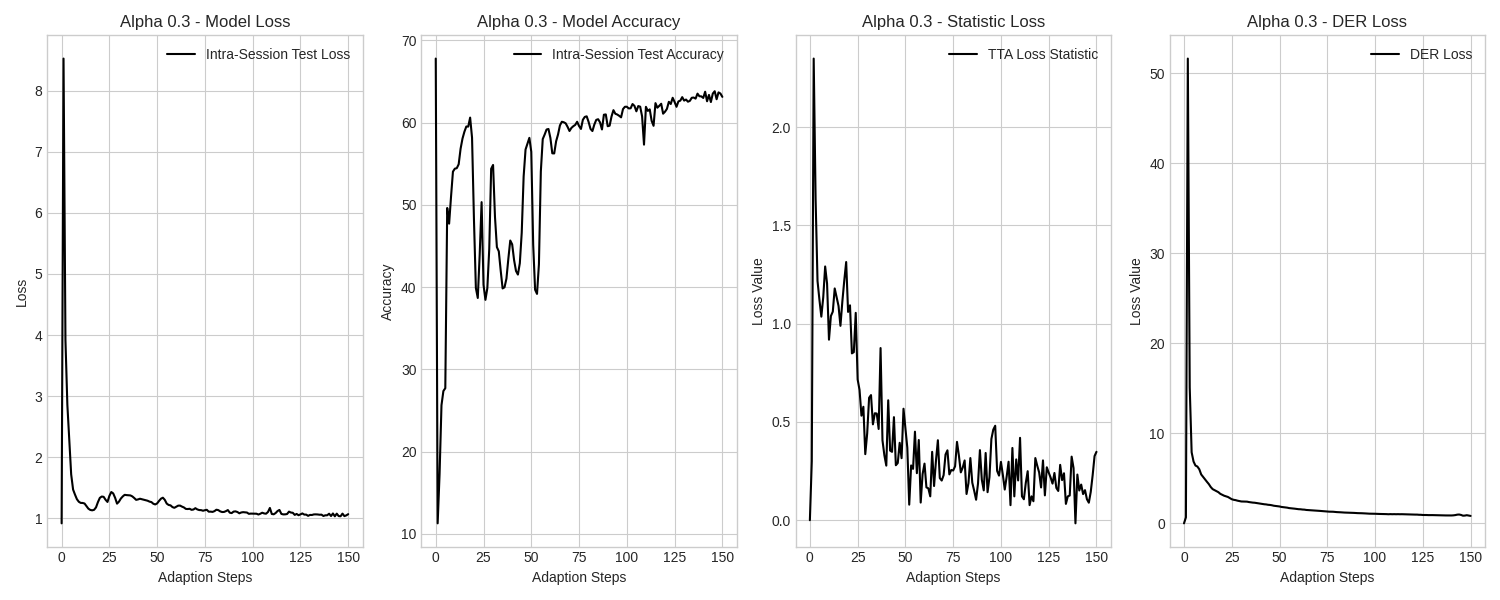 Alpha 0.3 - Model Loss
Intra-Session Test Loss
Loss
8
7
6
5
4
3
2
1
0 25 50 75 100 125 150
Adaption Steps
Alpha 0.3 - Model Accuracy
Intra-Session Test Accuracy
Accuracy
70
60
50
40
30
20
10
0 25 50 75 100 125 150
Adaption Steps
Alpha 0.3 - Statistic Loss
TTA Loss Statistic
Loss Value
2.0
1.5
1.0
0.5
0.0
0 25 50 75 100 125 150
Adaption Steps
Alpha 0.3 - DER Loss
DER Loss
Loss Value
50
40
30
20
10
0
0 25 50 75 100 125 150
Adaption Steps